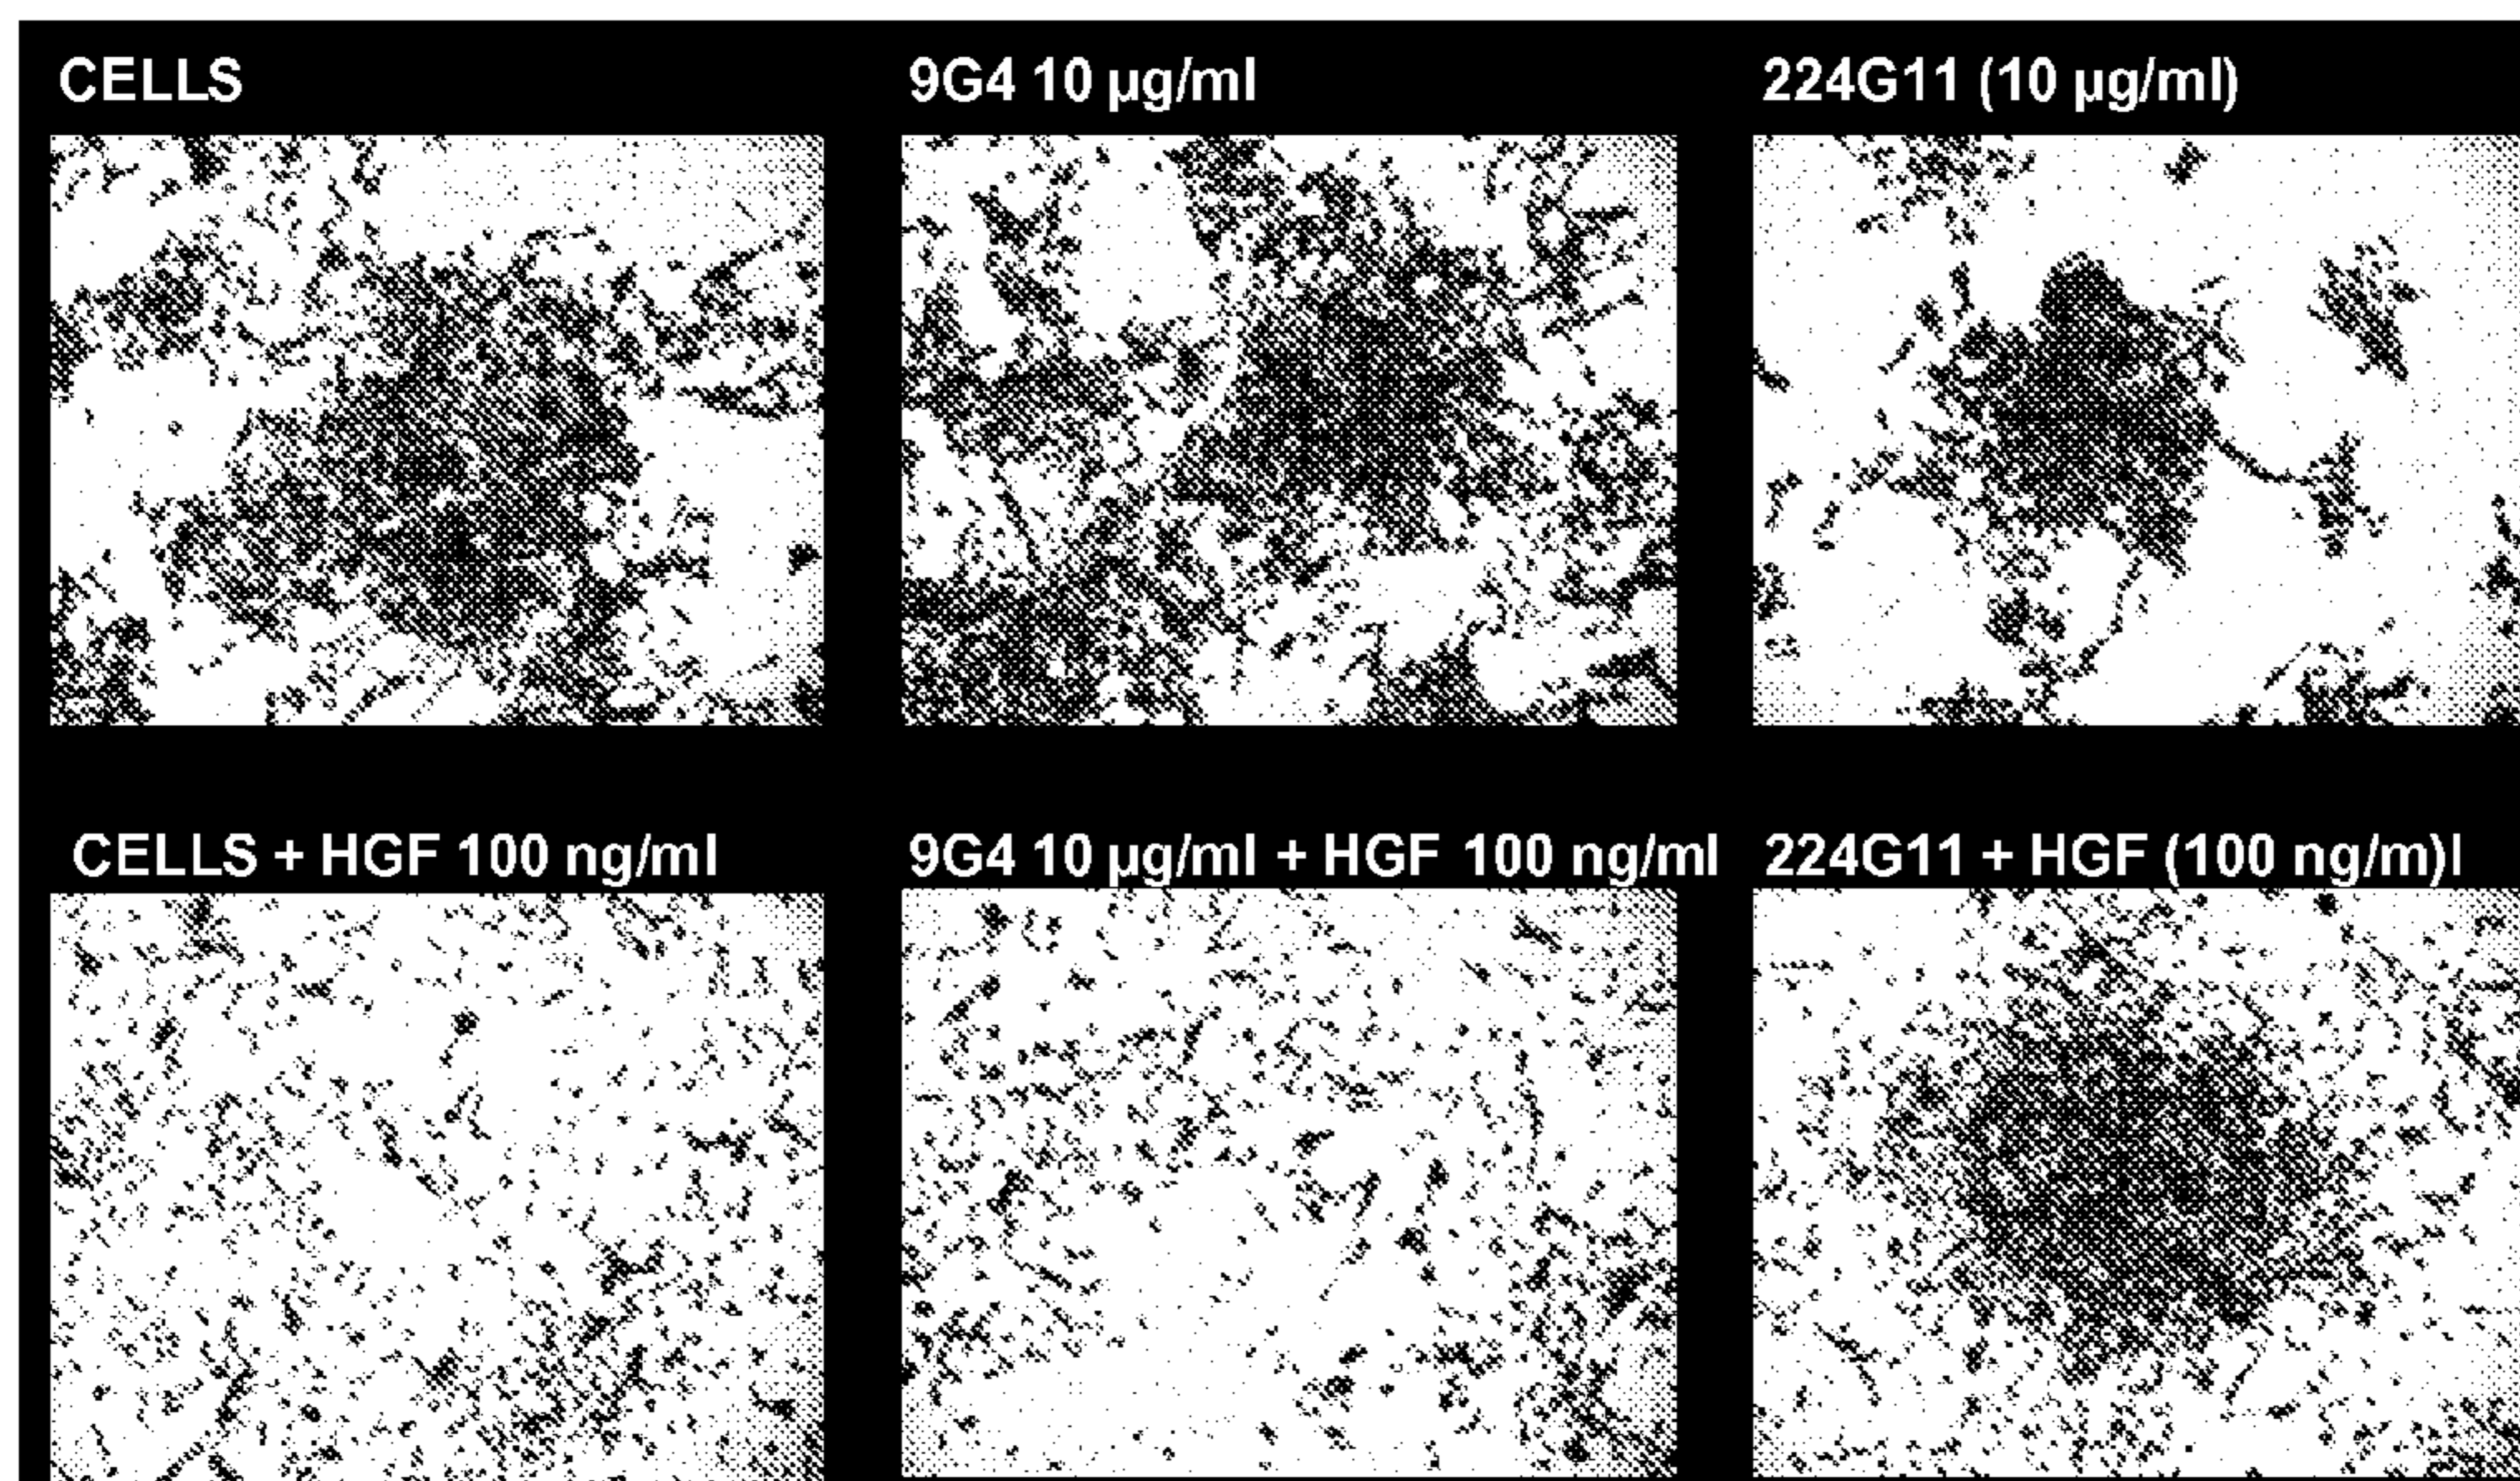 CELLS
9G4 10 µg/ml
224G11 (10 µg/ml)
CELLS + HGF 100 ng/ml
9G4 10 µg/ml + HGF 100 ng/ml
224G11 + HGF (100 ng/m)l